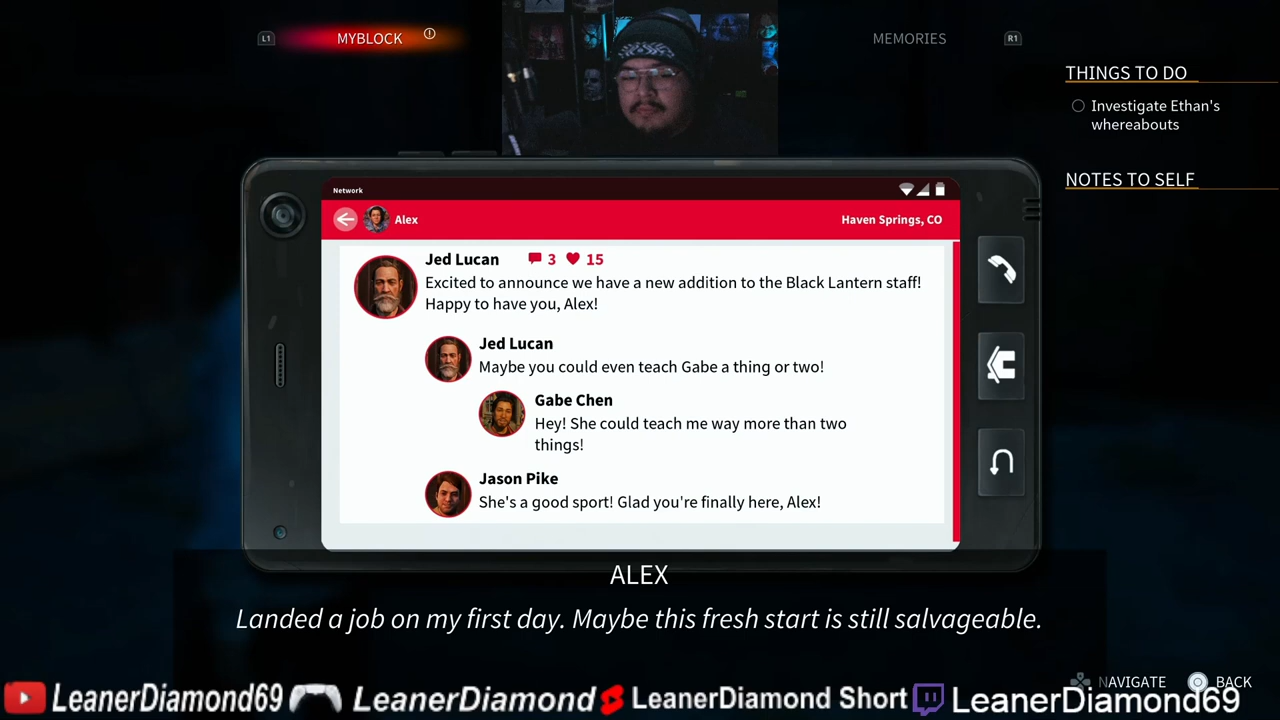 L1
MYBLOCK
MEMORIES
R1
THINGS TO DO
Investigate Ethan's
whereabouts
NOTES TO SELF
Network
Alex
Haven Springs, CO
Jed Lucan 3 15
Excited to announce we have a new addition to the Black Lantern staff!
Happy to have you, Alex!
Jed Lucan
Maybe you could even teach Gabe a thing or two!
Gabe Chen
Hey! She could teach me way more than two
things!
Jason Pike
She's a good sport! Glad you're finally here, Alex!
ALEX
Landed a job on my first day. Maybe this fresh start is still salvageable.
NAVIGATE
BACK
LeanerDiamond69 LeanerDiamond LeanerDiamond Short LeanerDiamond69